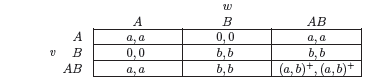 w
A B AB
A a, a 0, 0 a, a
v B 0, 0 b, b b, b
AB a, a b, b (a, b)⁺, (a, b)⁺